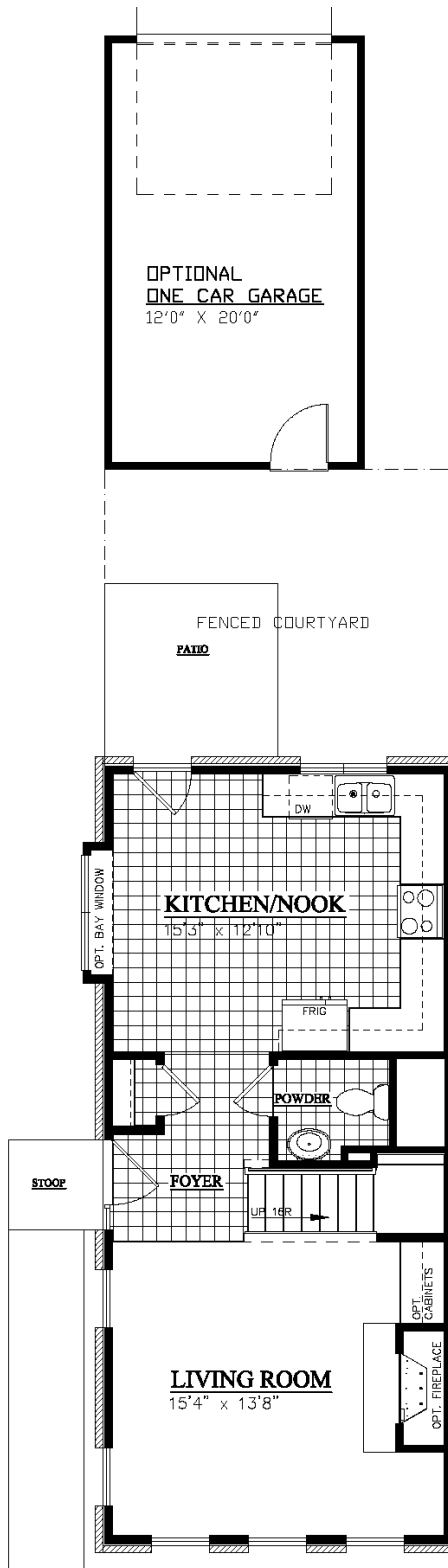 OPTIONAL
ONE CAR GARAGE
12'0" X 20'0"
FENCED COURTYARD
PATIO
DW
OPT. BAY WINDOW
KITCHEN/NOOK
15'3" x 12'10"
FRIG
POWDER
STOOP
FOYER
UP 16R
OPT.
CABINETS
LIVING ROOM
15'4" x 13'8"
OPT. FIREPLACE